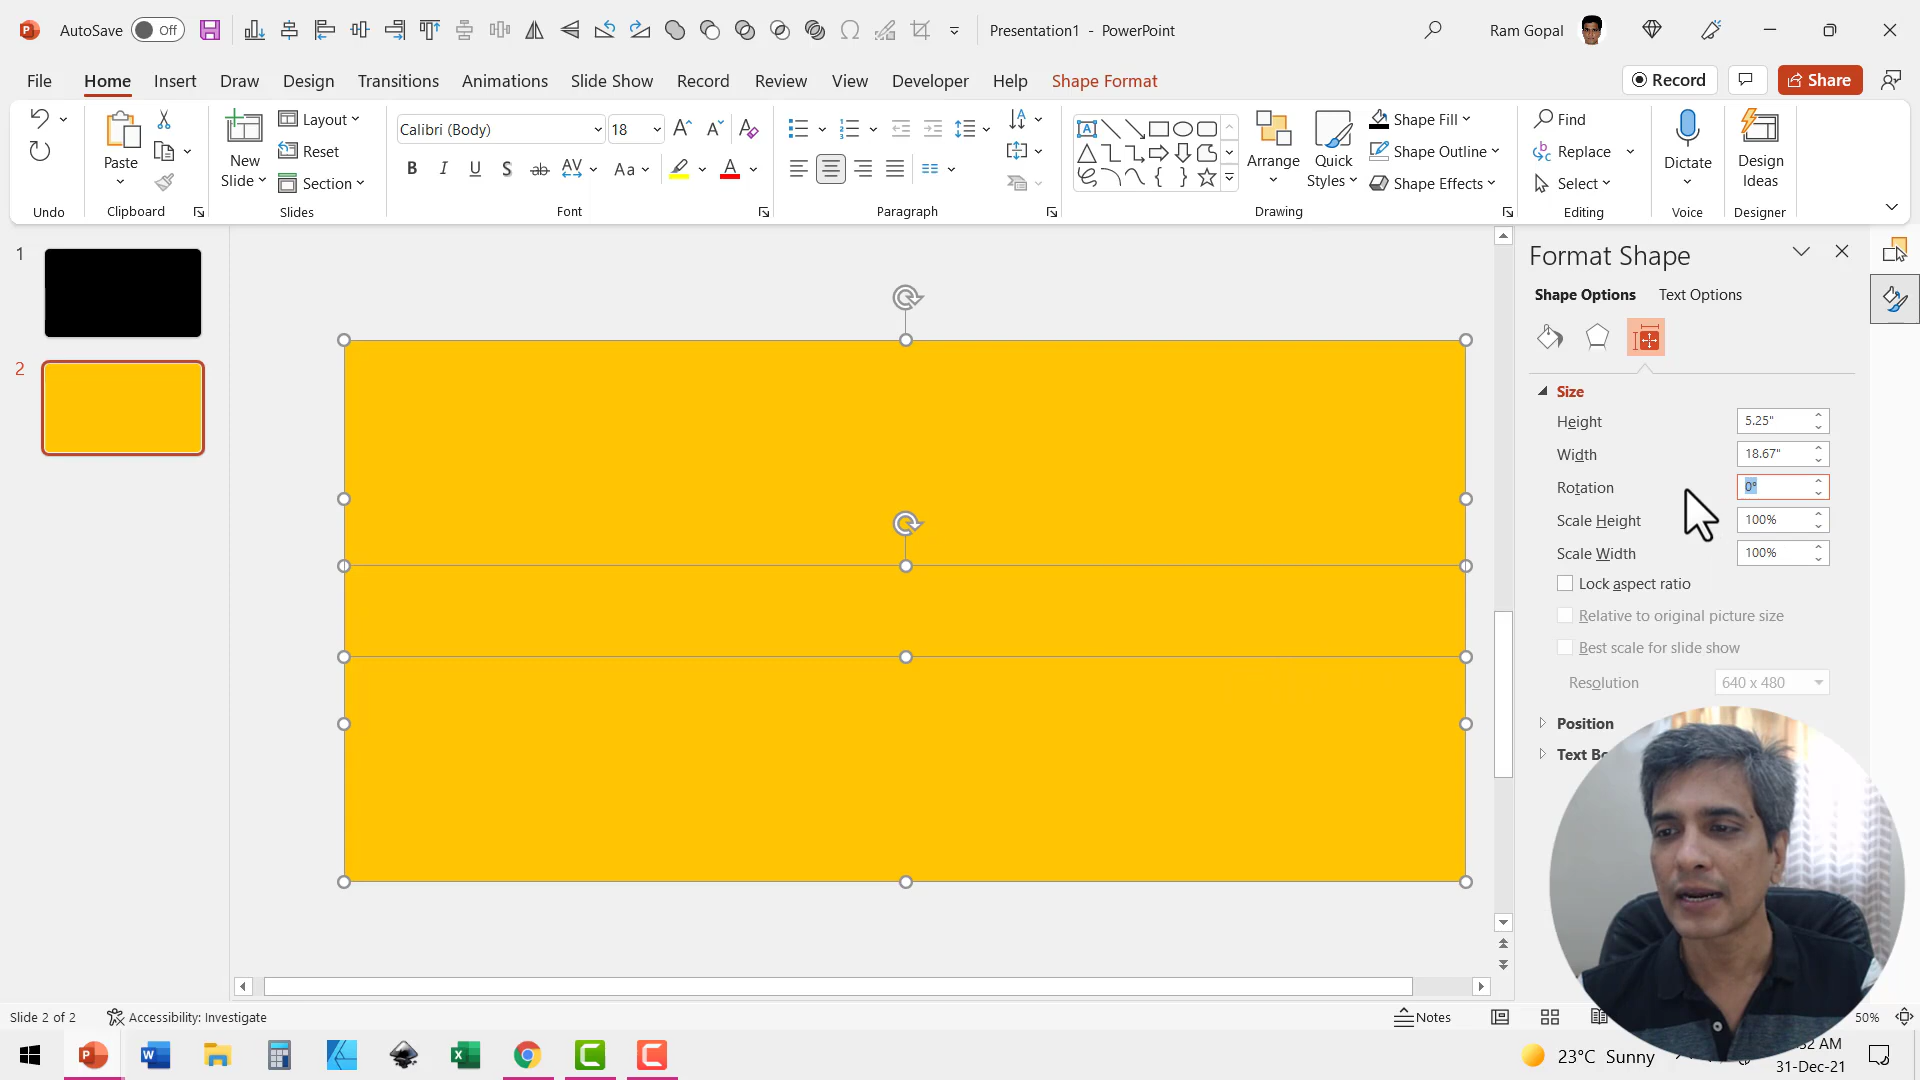 AutoSave Off
Presentation1 - PowerPoint
Ram Gopal
File Home Insert Draw Design Transitions Animations Slide Show Record Review View Developer Help Shape Format
Record
Share
Undo
Paste
Clipboard
New
Slide
Layout
Reset
Section
Slides
Calibri (Body)
18
B I U S ab AV Aa A
Font
Paragraph
Arrange
Quick
Styles
Shape Fill
Shape Outline
Shape Effects
Drawing
Find
Replace
Select
Editing
Dictate
Voice
Design
Ideas
Designer
1
2
Format Shape
Shape Options Text Options
Size
Height 5.25"
Width 18.67"
Rotation 0°
Scale Height 100%
Scale Width 100%
Lock aspect ratio
Relative to original picture size
Best scale for slide show
Resolution 640 x 480
Position
Slide 2 of 2
Accessibility: Investigate
Notes
50%
23°C Sunny
AM
31-Dec-21